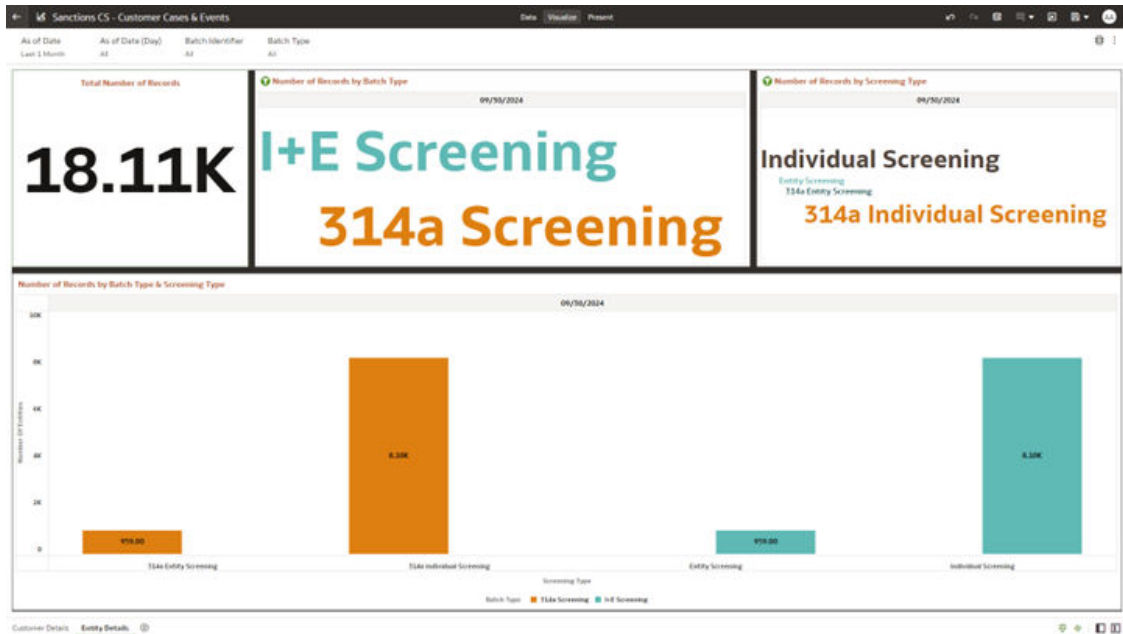 Sanctions CS - Customer Cases & Events
Data Visualize Present
AA
As of Date As of Date (Day) Batch Identifier Batch Type
Last 1 Month All All All
Total Number of Records
18.11K
Number of Records by Batch Type
09/30/2024
I+E Screening
314a Screening
Number of Records by Screening Type
09/30/2024
Individual Screening
Entity Screening
314a Entity Screening
314a Individual Screening
Number of Records by Batch Type & Screening Type
09/30/2024
Number Of Entities
10K
8K
6K
4K
2K
0
959.00
8.10K
959.00
8.10K
314a Entity Screening 314a Individual Screening Entity Screening Individual Screening
Screening Type
Batch Type 314a Screening I+E Screening
Customer Details Entity Details